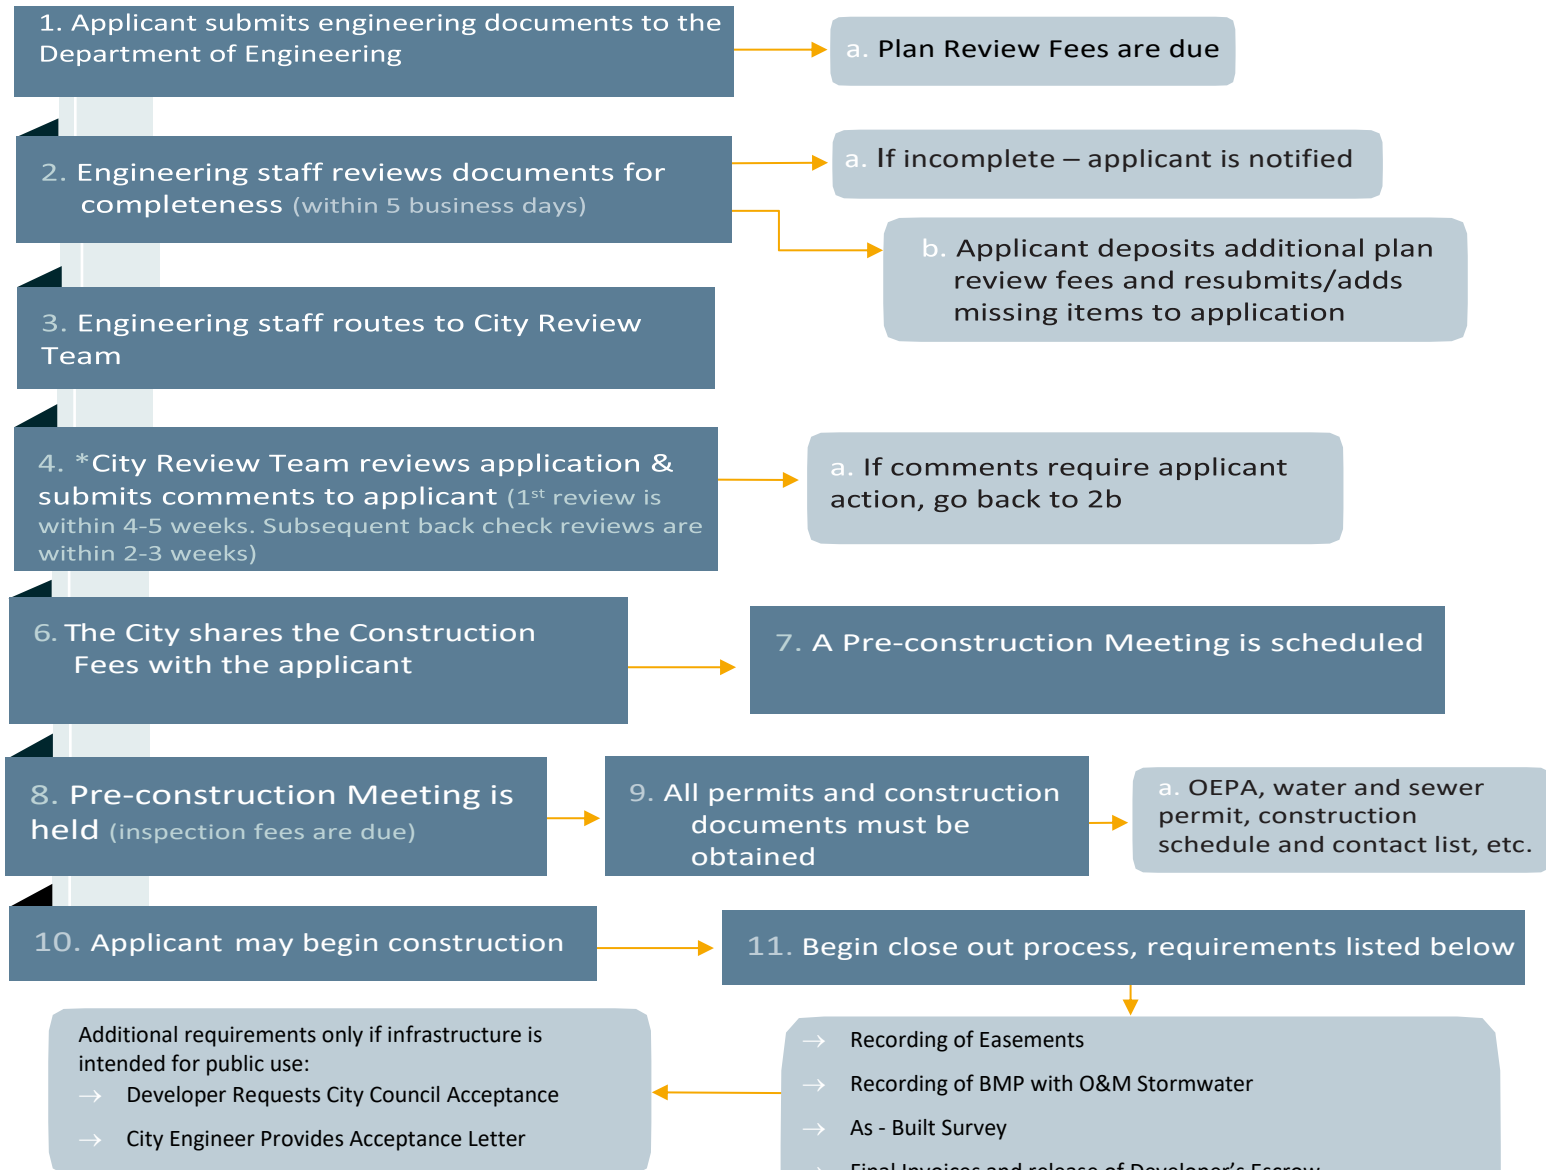 1. Applicant submits engineering documents to the
Department of Engineering
a. Plan Review Fees are due
2. Engineering staff reviews documents for
completeness (within 5 business days)
a. If incomplete – applicant is notified
b. Applicant deposits additional plan
review fees and resubmits/adds
missing items to application
3. Engineering staff routes to City Review
Team
4. *City Review Team reviews application &
submits comments to applicant (1st review is
within 4-5 weeks. Subsequent back check reviews are
within 2-3 weeks)
a. If comments require applicant
action, go back to 2b
6. The City shares the Construction
Fees with the applicant
7. A Pre-construction Meeting is scheduled
8. Pre-construction Meeting is
held (inspection fees are due)
9. All permits and construction
documents must be
obtained
a. OEPA, water and sewer
permit, construction
schedule and contact list, etc.
10. Applicant may begin construction
11. Begin close out process, requirements listed below
Additional requirements only if infrastructure is
intended for public use:
→ Developer Requests City Council Acceptance
→ City Engineer Provides Acceptance Letter
→ Recording of Easements
→ Recording of BMP with O&M Stormwater
→ As - Built Survey
→ Final Invoices and release of Developer's Escrow